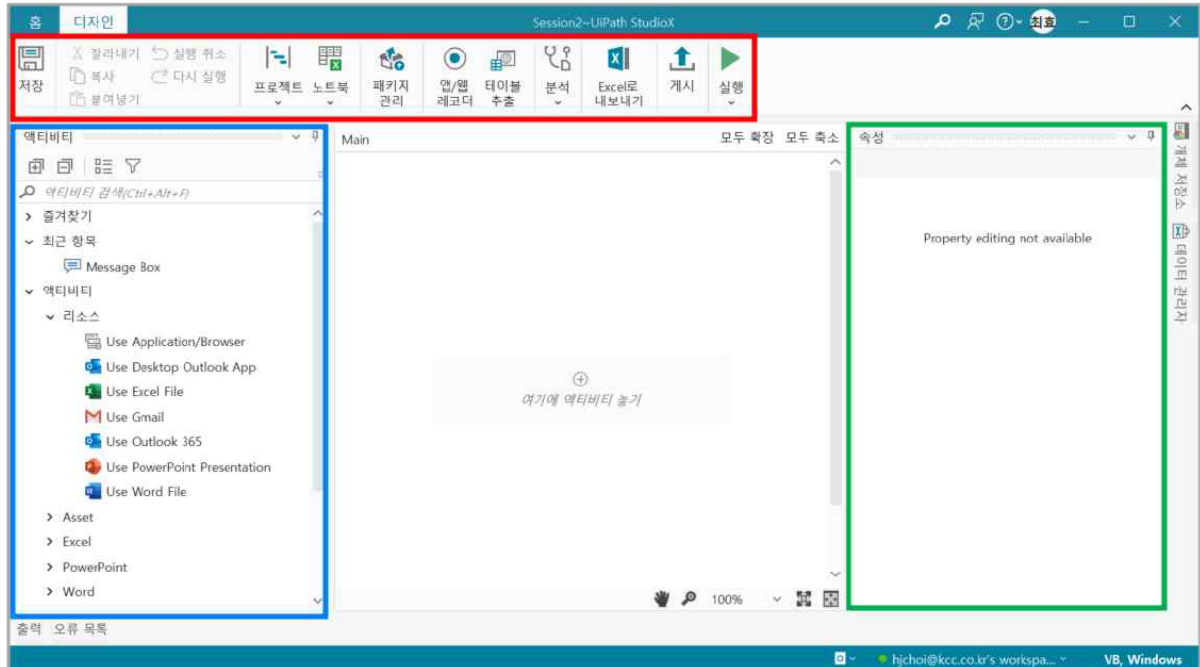 홈 디자인 Session2~UiPath StudioX 최효
저장
잘라내기 실행 취소
복사 다시 실행
붙여넣기
프로젝트 노트북
패키지
관리
앱/웹
레코더
테이블
추출
분석
Excel로
내보내기
게시
실행
액티비티
액티비티 검색(Ctrl+Alt+F)
즐겨찾기
최근 항목
Message Box
액티비티
리소스
Use Application/Browser
Use Desktop Outlook App
Use Excel File
Use Gmail
Use Outlook 365
Use PowerPoint Presentation
Use Word File
Asset
Excel
PowerPoint
Word
Main 모두 확장 모두 축소
여기에 액티비티 놓기
100%
속성
Property editing not available
개체 저장소
데이터 관리자
출력 오류 목록
hjchoi@kcc.co.kr's workspa... VB, Windows